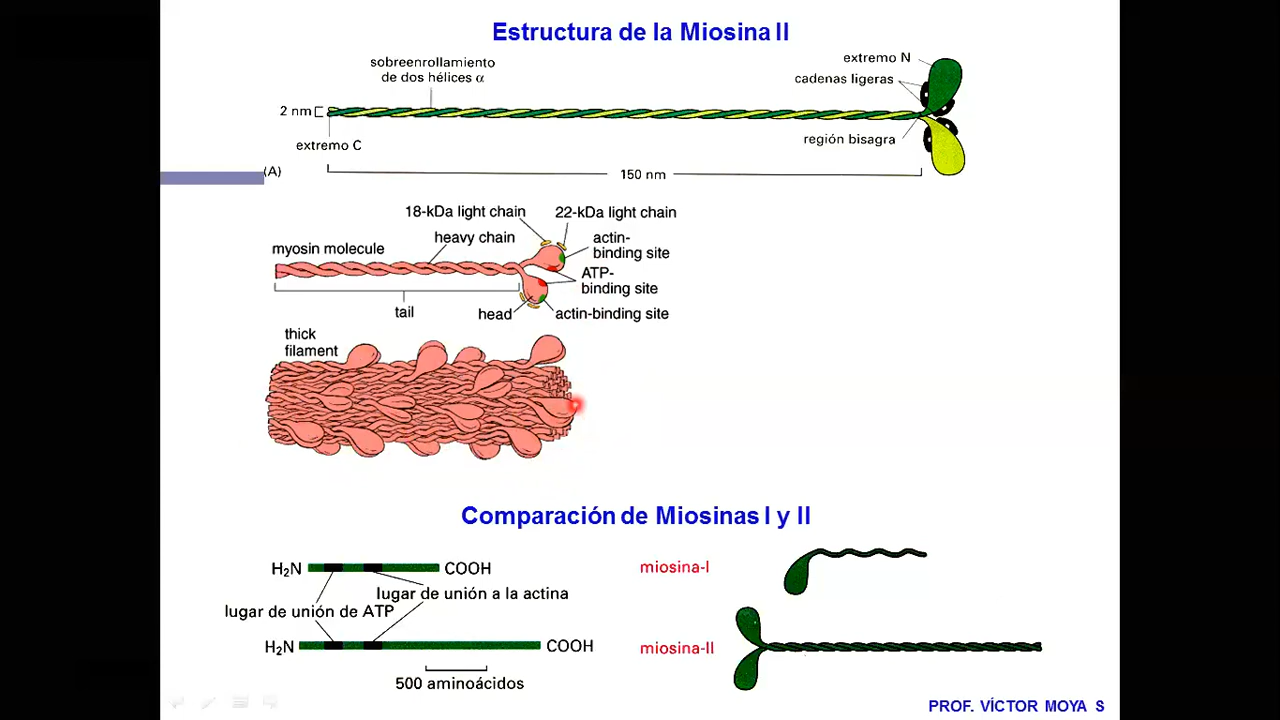 Estructura de la Miosina II
sobreenrollamiento
de dos hélices α
extremo N
cadenas ligeras
2 nm
extremo C
región bisagra
(A)
150 nm
18-kDa light chain
22-kDa light chain
myosin molecule
heavy chain
actin-
binding site
ATP-
binding site
tail
head
actin-binding site
thick
filament
Comparación de Miosinas I y II
H₂N
COOH
miosina-I
lugar de unión a la actina
lugar de unión de ATP
H₂N
COOH
miosina-II
500 aminoácidos
PROF. VÍCTOR MOYA S